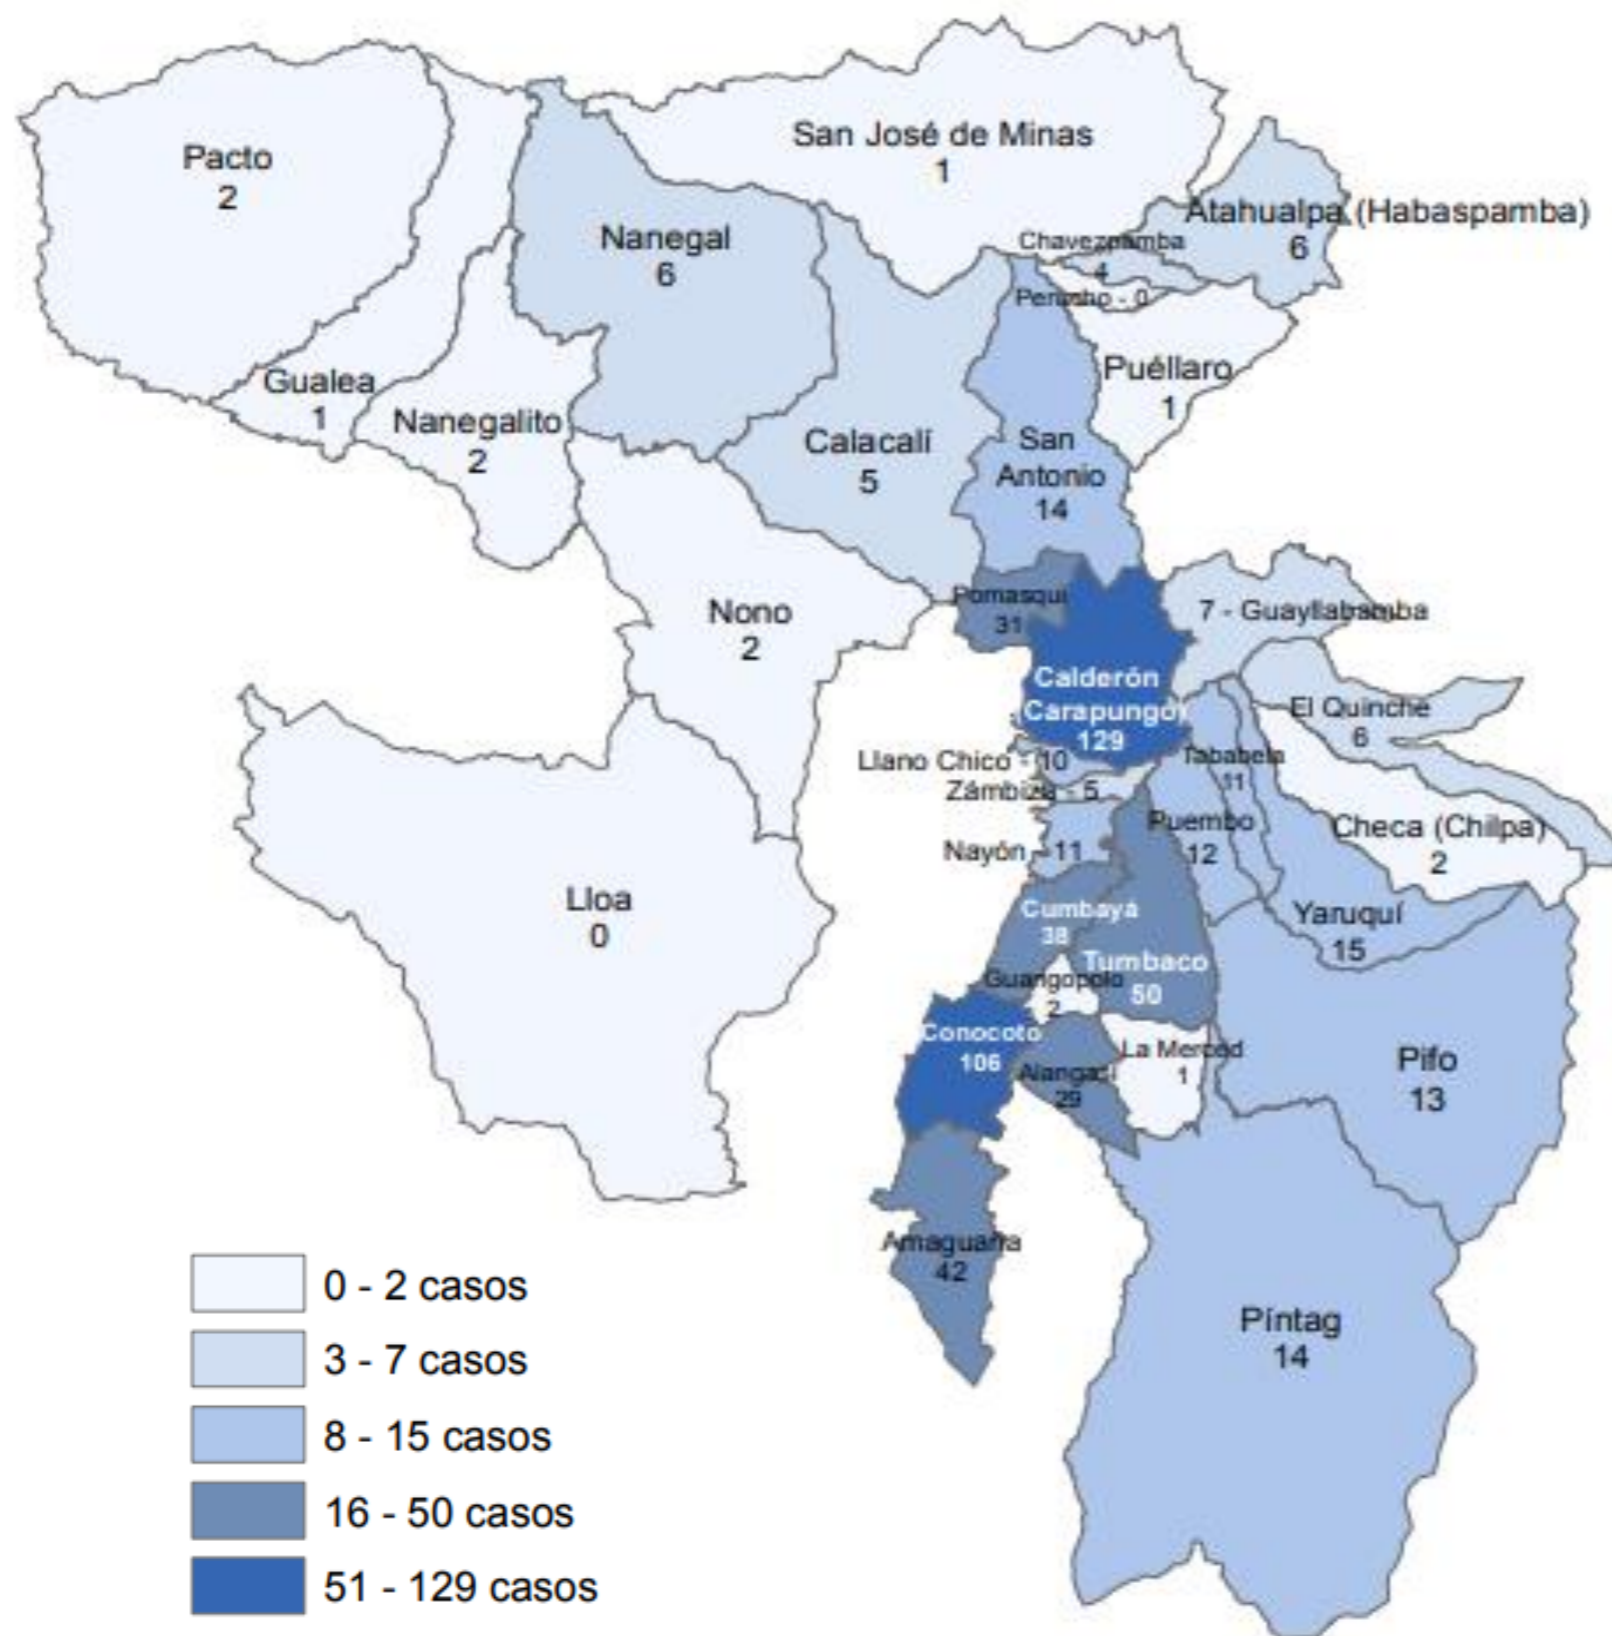 Pacto
2
San José de Minas
1
Atahualpa (Habaspamba)
6
Nanegal
6
Chavezpamba
4
Perucho - 0
Puéllaro
1
Gualea
1
Nanegalito
2
Calacalí
5
San
Antonio
14
Pomasqui
31
7 - Guayllabamba
Nono
2
Calderón
(Carapungo)
129
El Quinche
6
Llano Chico - 10
Tababela
11
Zámbiza - 5
Puembo
12
Checa (Chilpa)
2
Nayón - 11
Lloa
0
Cumbayá
38
Yaruquí
15
Tumbaco
50
Guangopolo
2
Conocoto
106
La Merced
1
Alangasí
29
Pifo
13
Amaguaña
42
Píntag
14
0 - 2 casos
3 - 7 casos
8 - 15 casos
16 - 50 casos
51 - 129 casos